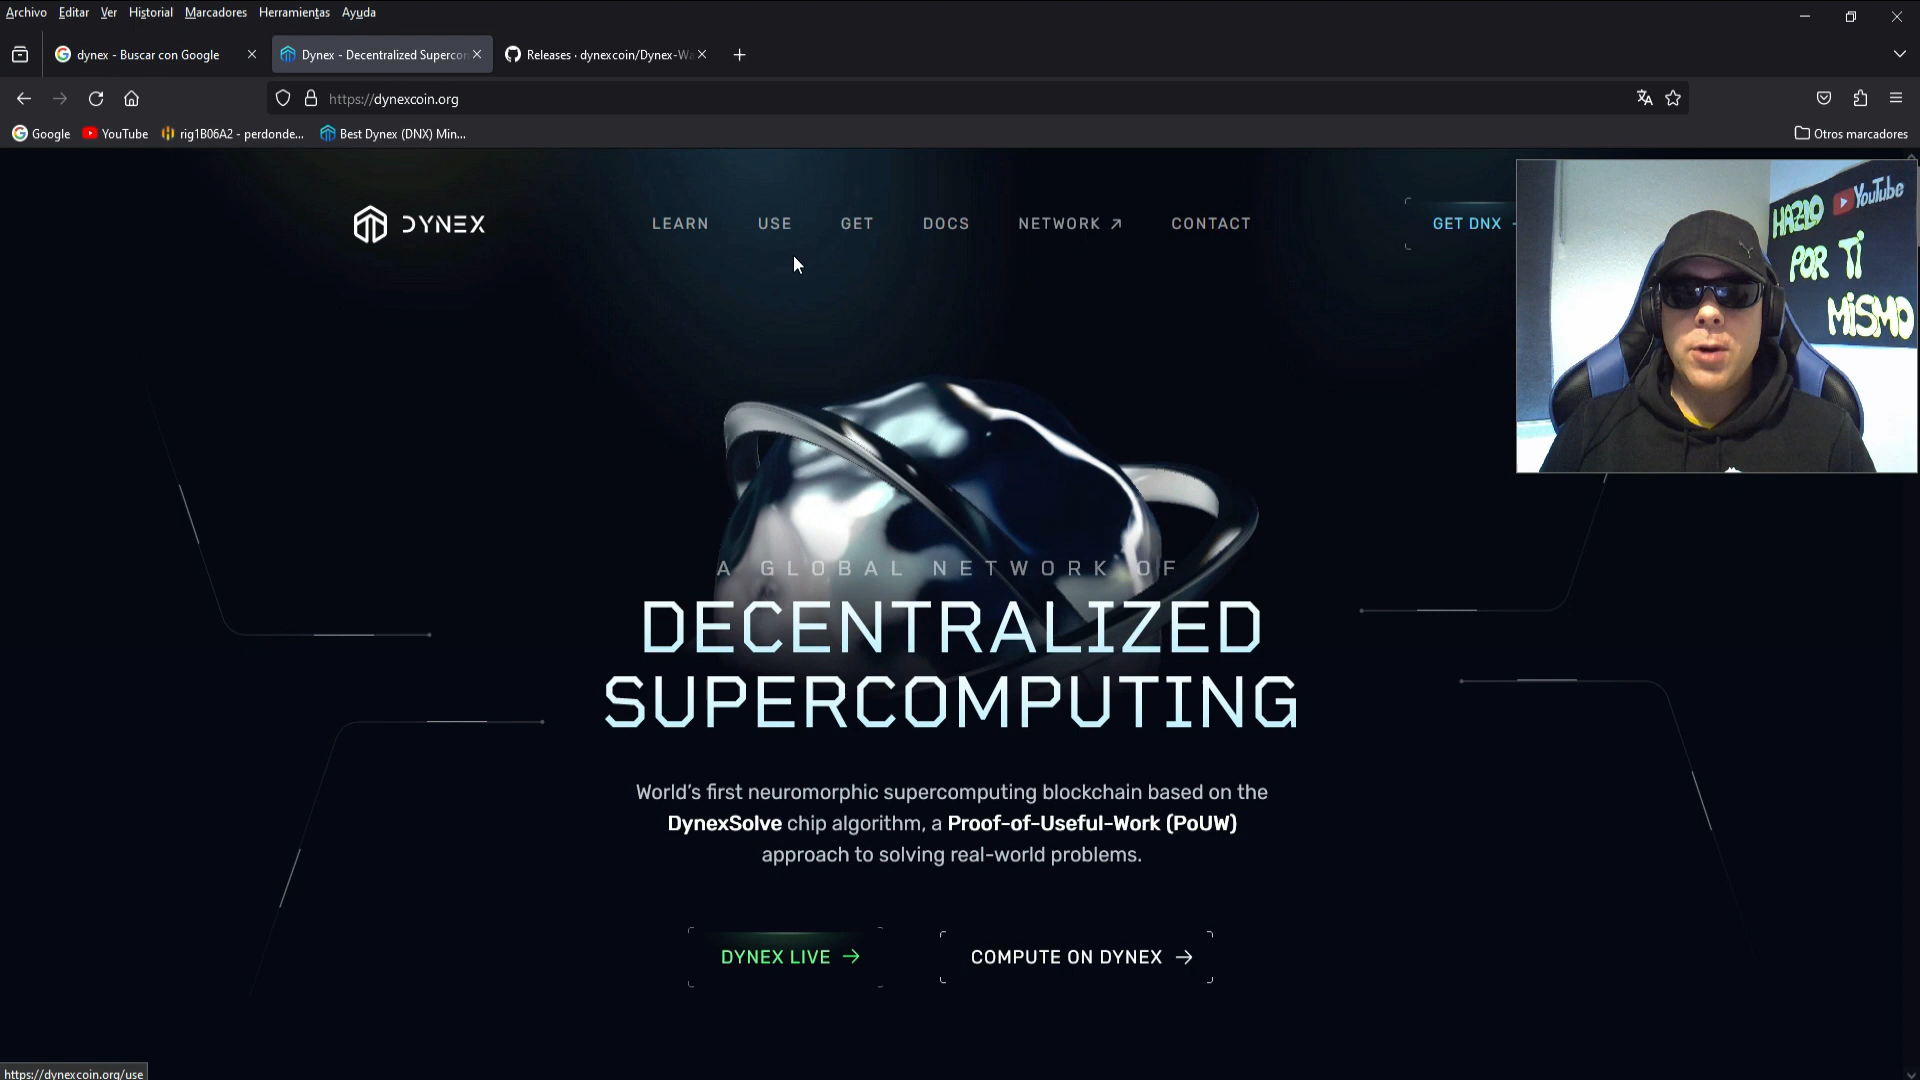 Archivo Editar Ver Historial Marcadores Herramientas Ayuda
dynex - Buscar con Google
Dynex - Decentralized Supercor
Releases · dynexcoin/Dynex-Wa
https://dynexcoin.org
Google
YouTube
rig1B06A2 - perdonde...
Best Dynex (DNX) Min...
Otros marcadores
DYNEX
LEARN
USE
GET
DOCS
NETWORK
CONTACT
GET DNX
YouTube
HAZLO
POR TI
MiSMO
A GLOBAL NETWORK OF
DECENTRALIZED
SUPERCOMPUTING
World's first neuromorphic supercomputing blockchain based on the
DynexSolve chip algorithm, a Proof-of-Useful-Work (PoUW)
approach to solving real-world problems.
DYNEX LIVE
COMPUTE ON DYNEX
https://dynexcoin.org/use